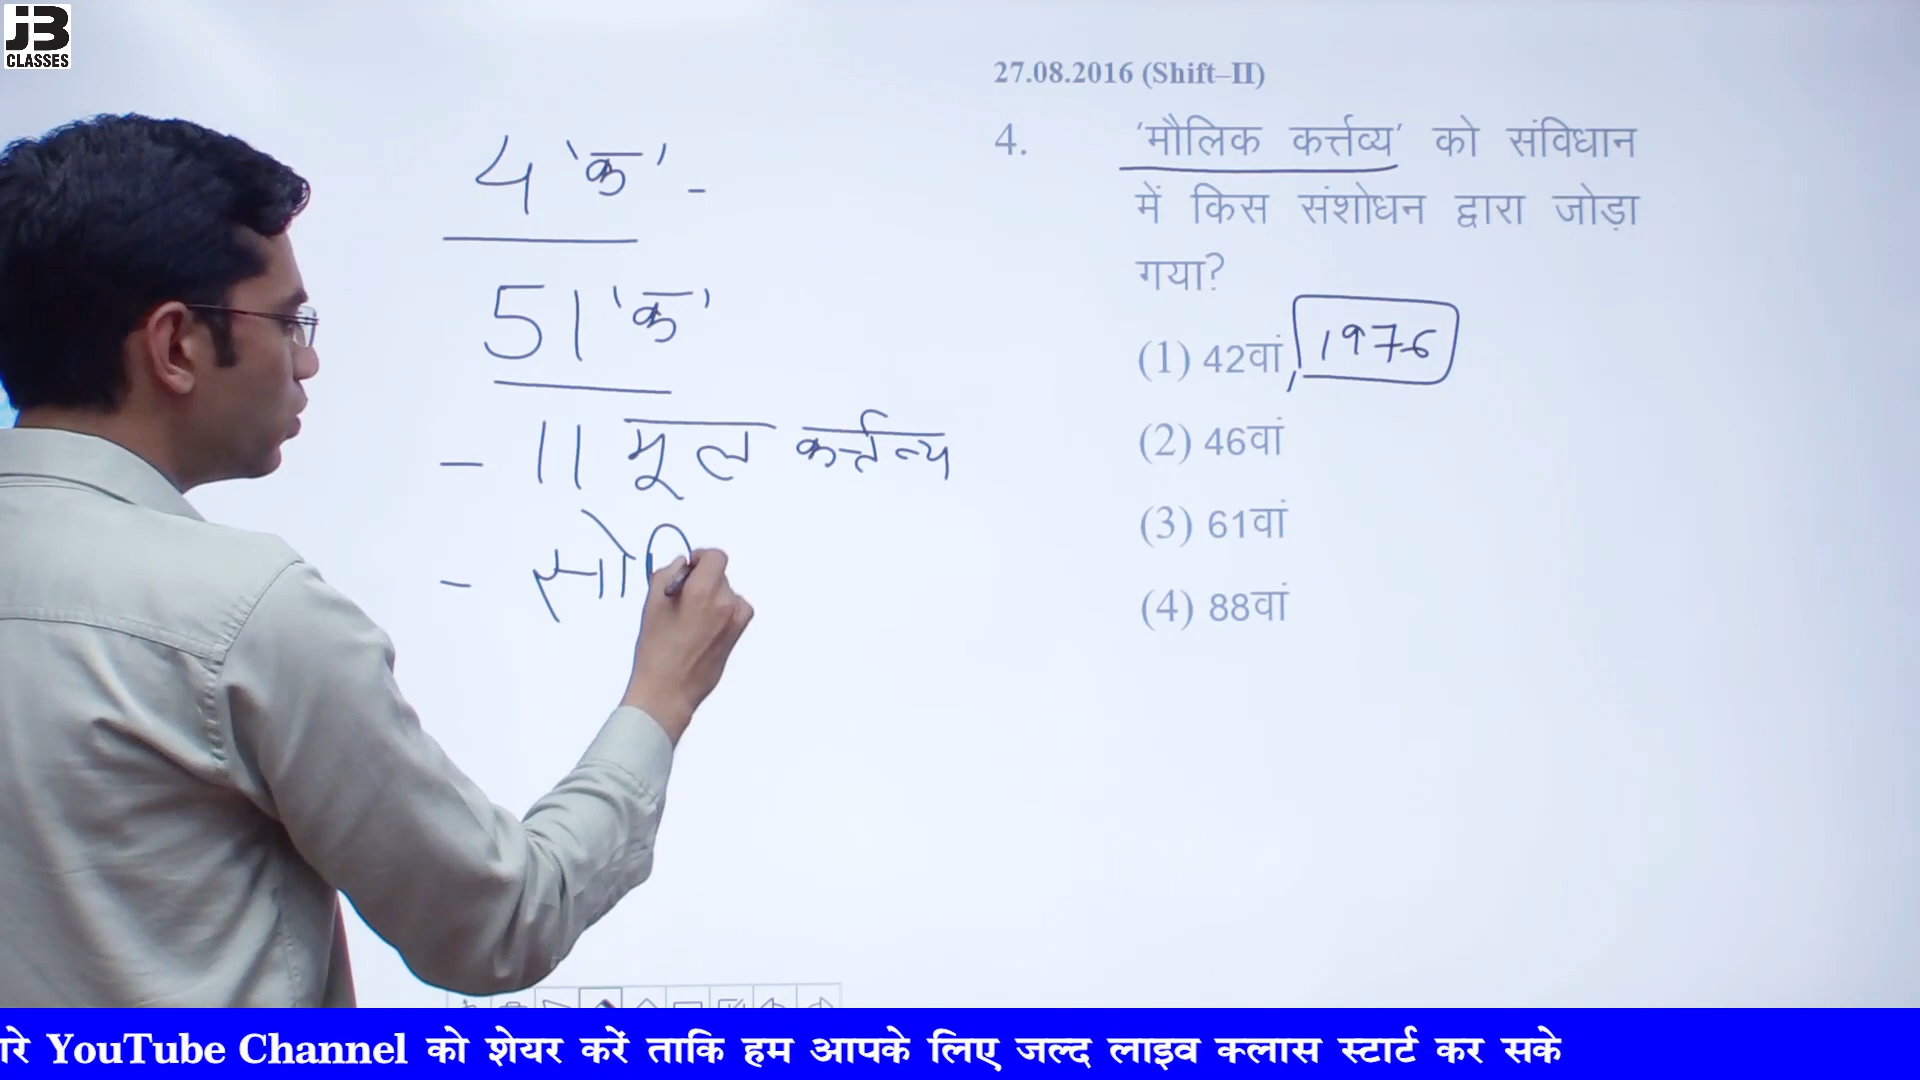 JB
CLASSES
4 'क' -
51 'क'
- 11 मूल कर्त्तव्य
- सोवि
27.08.2016 (Shift–II)
4. 'मौलिक कर्त्तव्य' को संविधान
में किस संशोधन द्वारा जोड़ा
गया?
(1) 42वां, 1976
(2) 46वां
(3) 61वां
(4) 88वां
ारे YouTube Channel को शेयर करें ताकि हम आपके लिए जल्द लाइव क्लास स्टार्ट कर सके